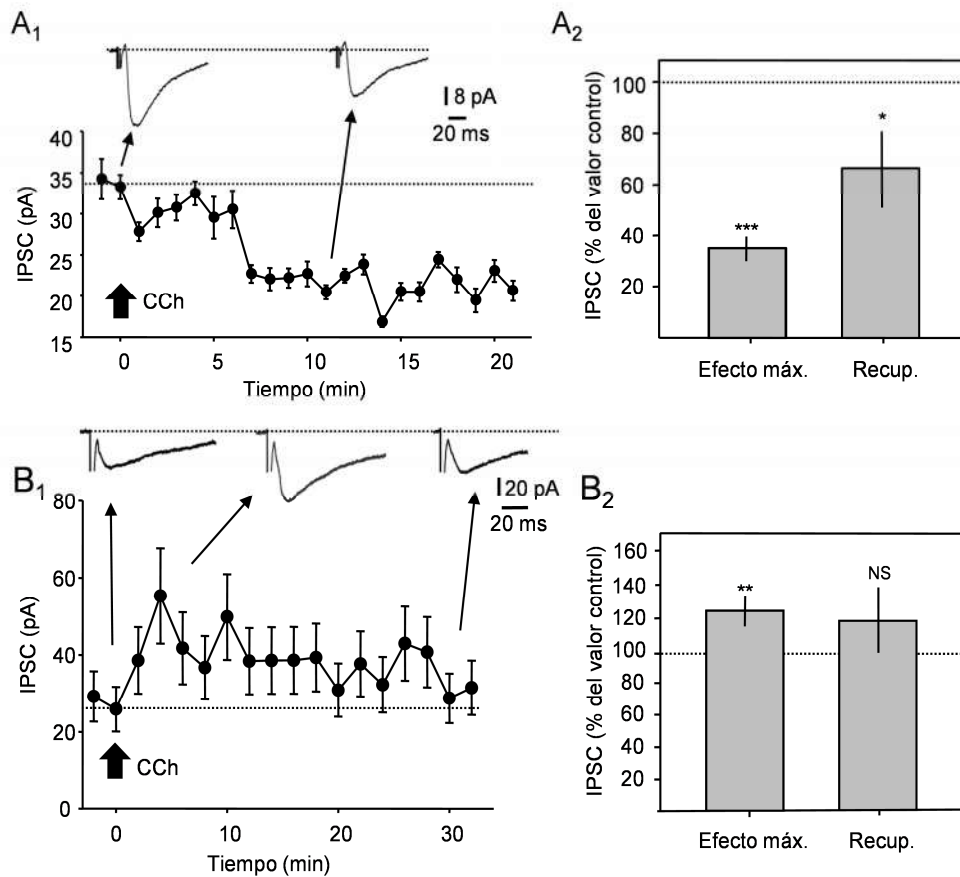 A1
8 pA
20 ms
40
35
30
25
20
15
IPSC (pA)
CCh
0
5
10
15
20
Tiempo (min)
A2
100
80
60
40
20
IPSC (% del valor control)
***
*
Efecto máx.
Recup.
B1
20 pA
20 ms
80
60
40
20
0
IPSC (pA)
CCh
0
10
20
30
Tiempo (min)
B2
160
140
120
100
80
60
40
20
IPSC (% del valor control)
**
NS
Efecto máx.
Recup.